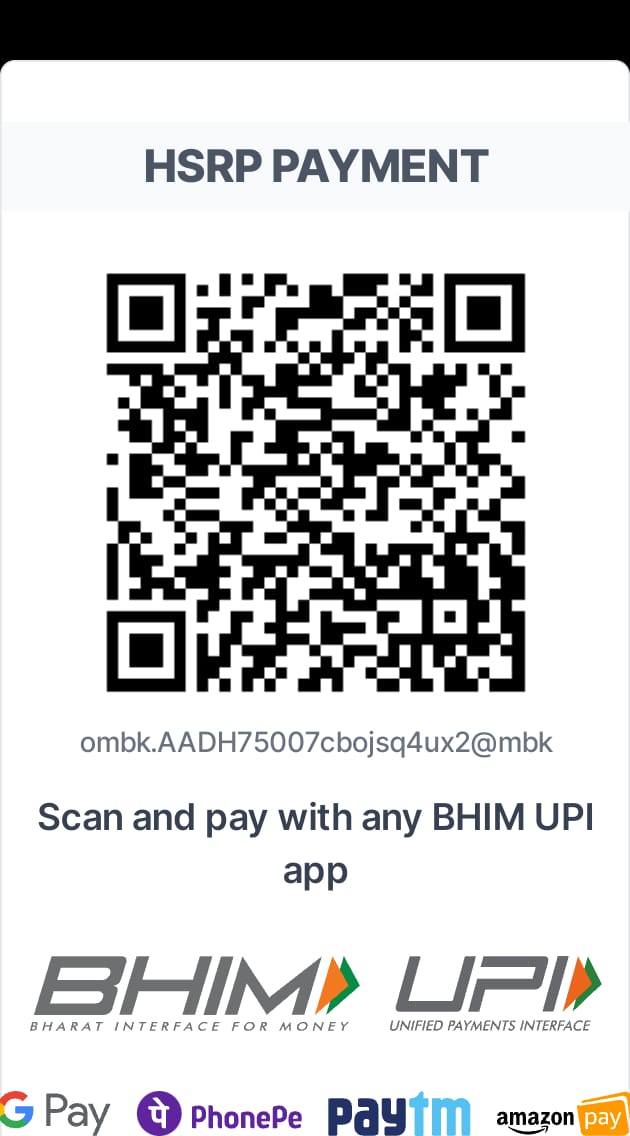 HSRP PAYMENT
ombk.AADH75007cbojsq4ux2@mbk
Scan and pay with any BHIM UPI
app
BHIM UPI
BHARAT INTERFACE FOR MONEY UNIFIED PAYMENTS INTERFACE
G Pay पे PhonePe paytm amazon pay